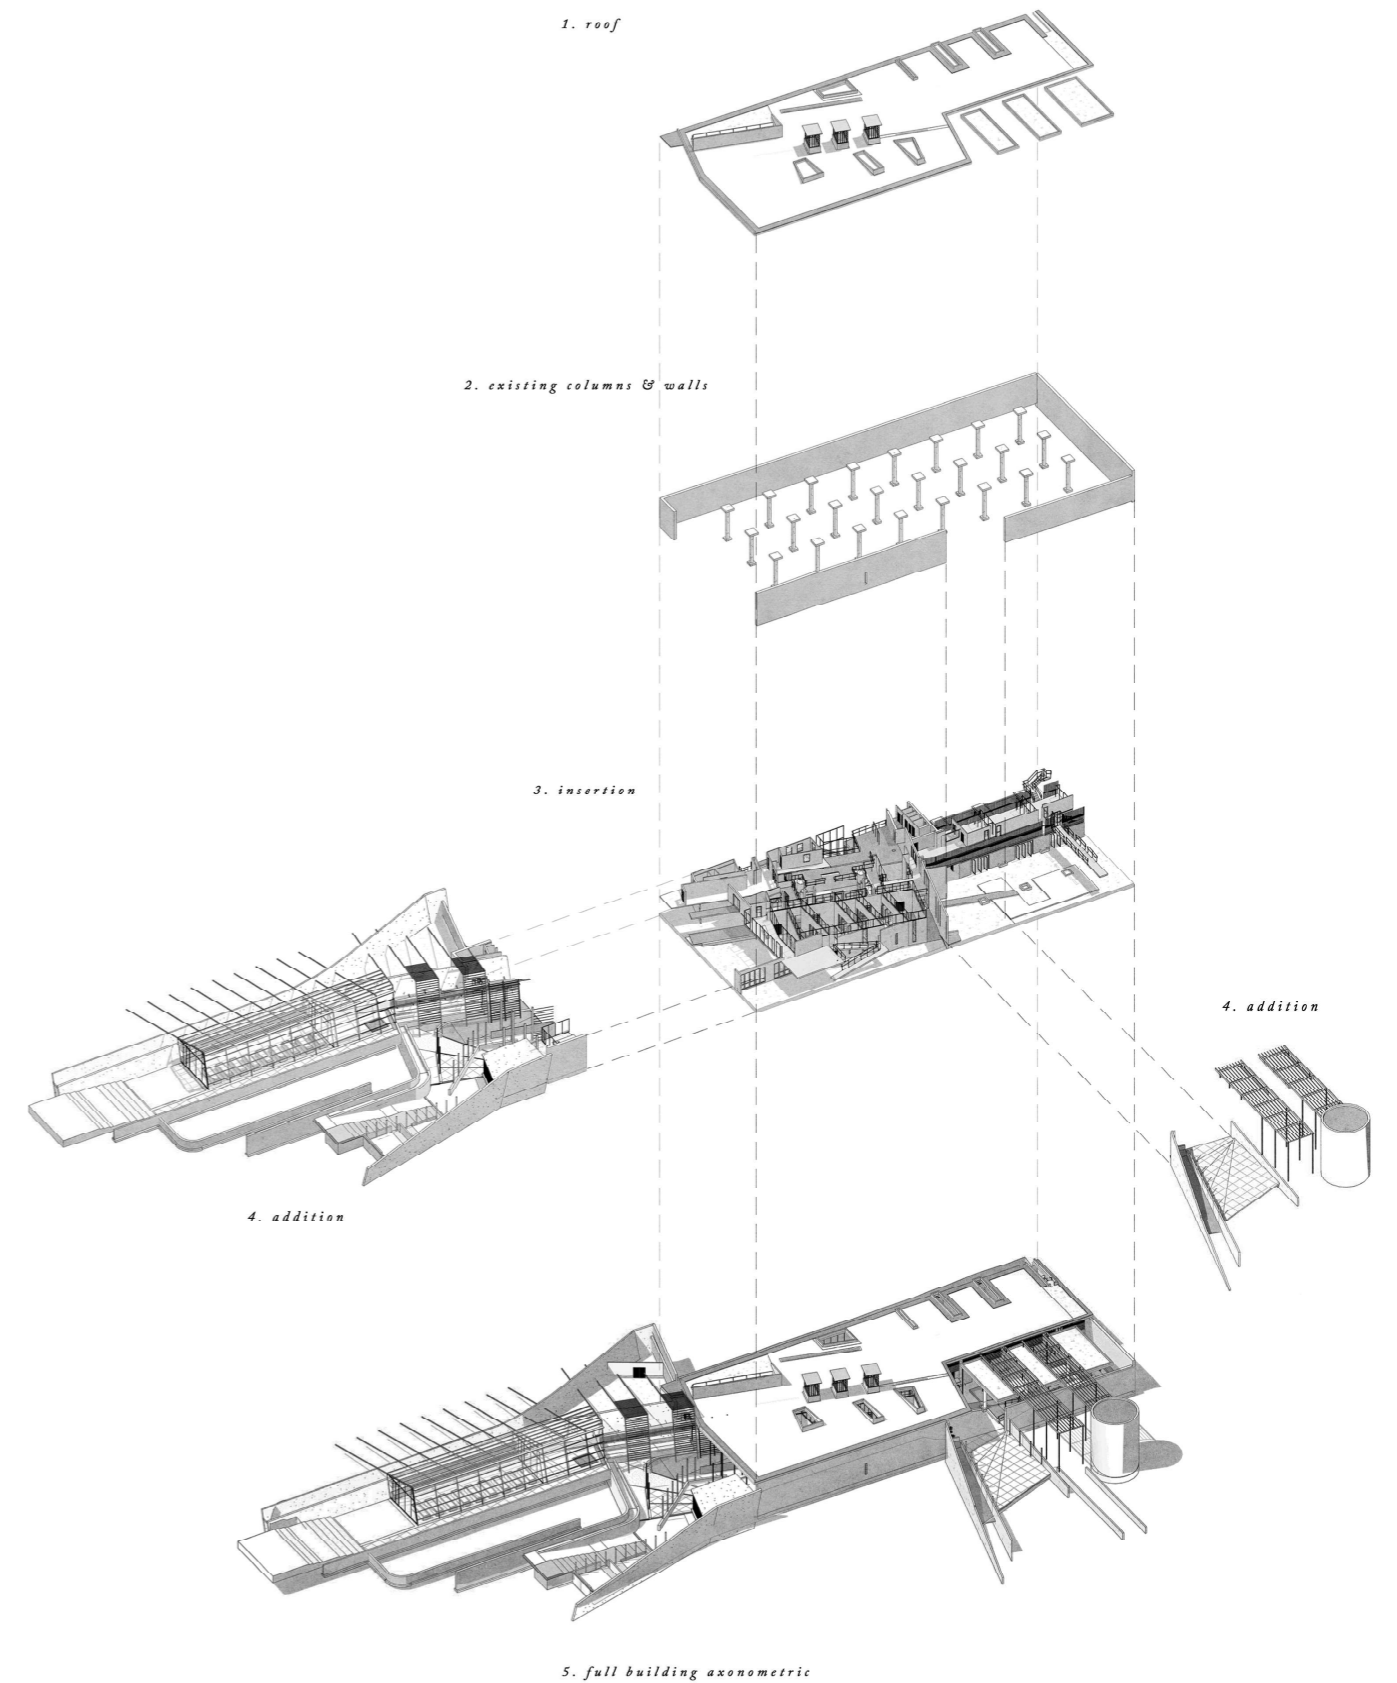 1. roof
2. existing columns & walls
3. insertion
4. addition
4. addition
5. full building axonometric